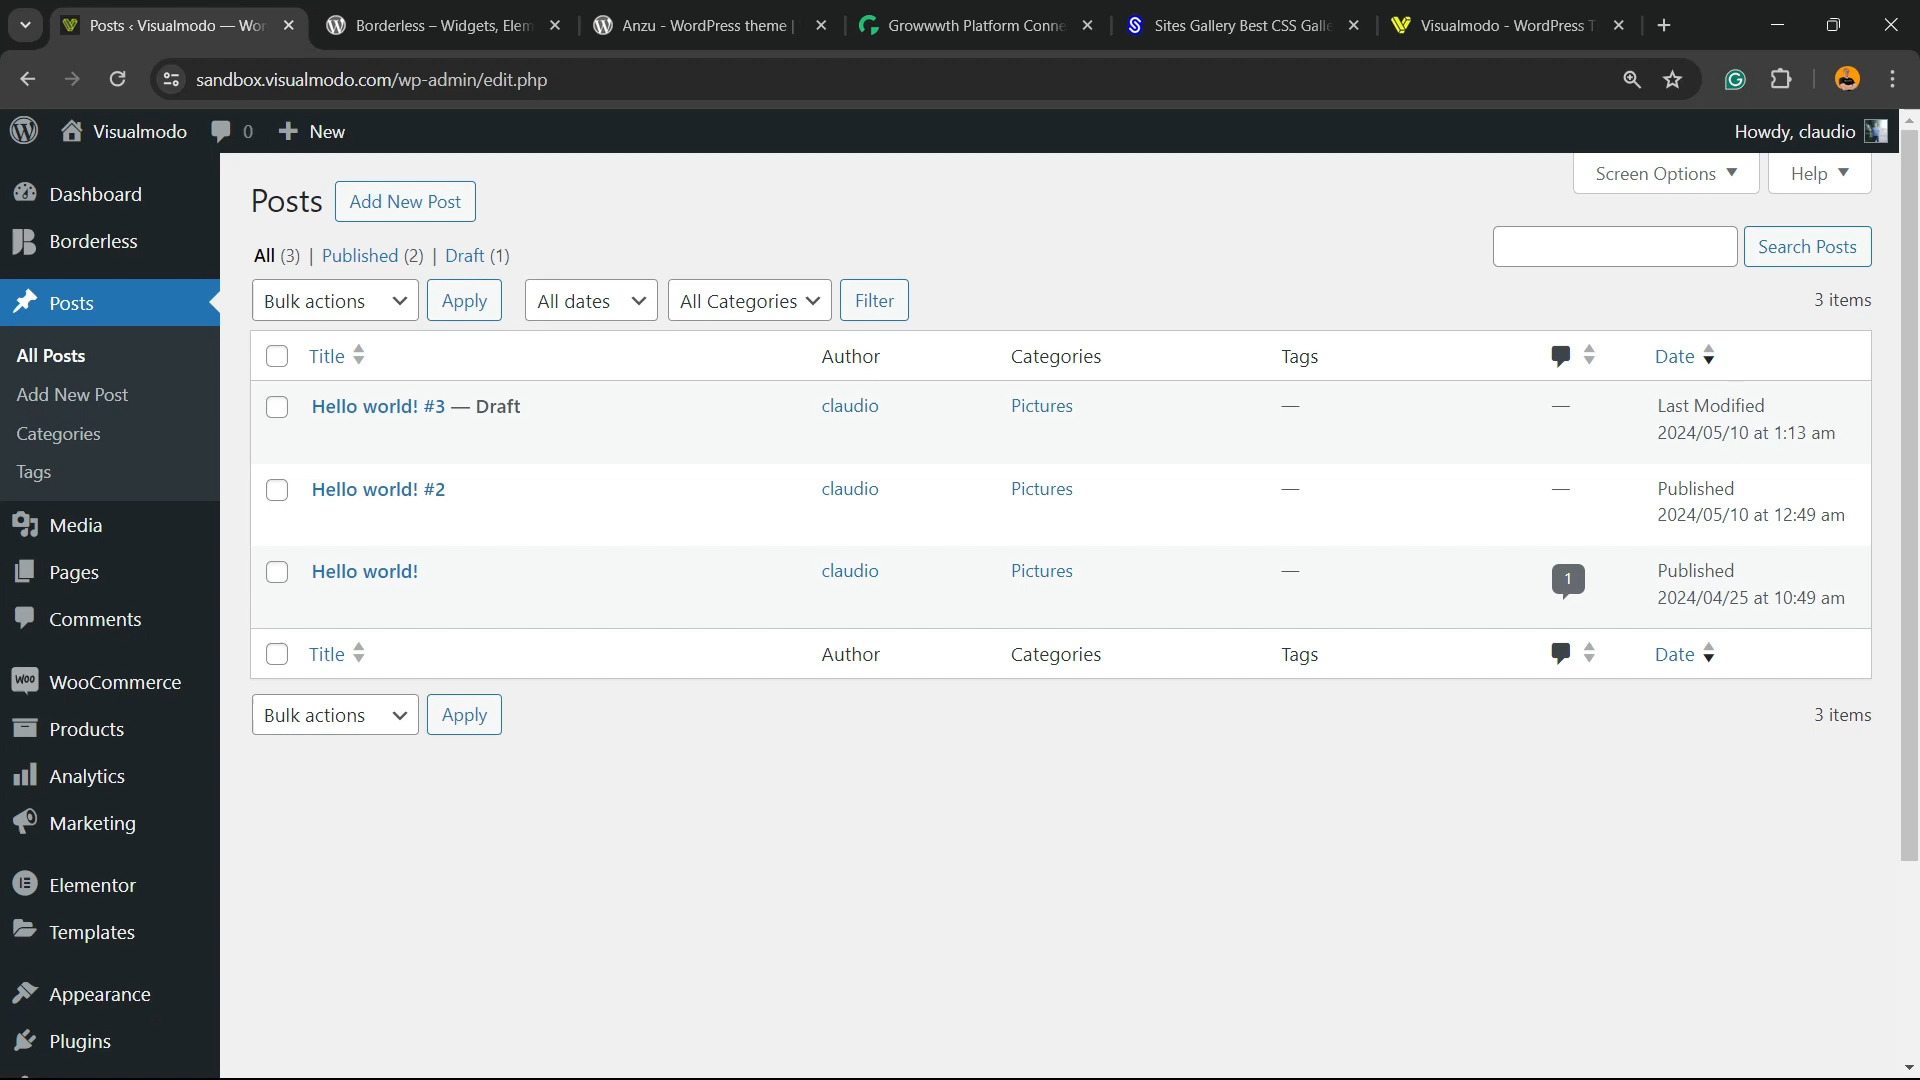 Posts ‹ Visualmodo — Wor
Borderless – Widgets, Elem
Anzu - WordPress theme |
Growwwth Platform Conne
Sites Gallery Best CSS Galle
Visualmodo - WordPress T
sandbox.visualmodo.com/wp-admin/edit.php
Visualmodo
0
New
Howdy, claudio
Dashboard
Borderless
Posts
All Posts
Add New Post
Categories
Tags
Media
Pages
Comments
WooCommerce
Products
Analytics
Marketing
Elementor
Templates
Appearance
Plugins
Screen Options
Help
Posts
Add New Post
All (3) | Published (2) | Draft (1)
Search Posts
Bulk actions
Apply
All dates
All Categories
Filter
3 items
Title Author Categories Tags Date
Hello world! #3 — Draft claudio Pictures — — Last Modified
2024/05/10 at 1:13 am
Hello world! #2 claudio Pictures — — Published
2024/05/10 at 12:49 am
Hello world! claudio Pictures — 1 Published
2024/04/25 at 10:49 am
Title Author Categories Tags Date
Bulk actions
Apply
3 items